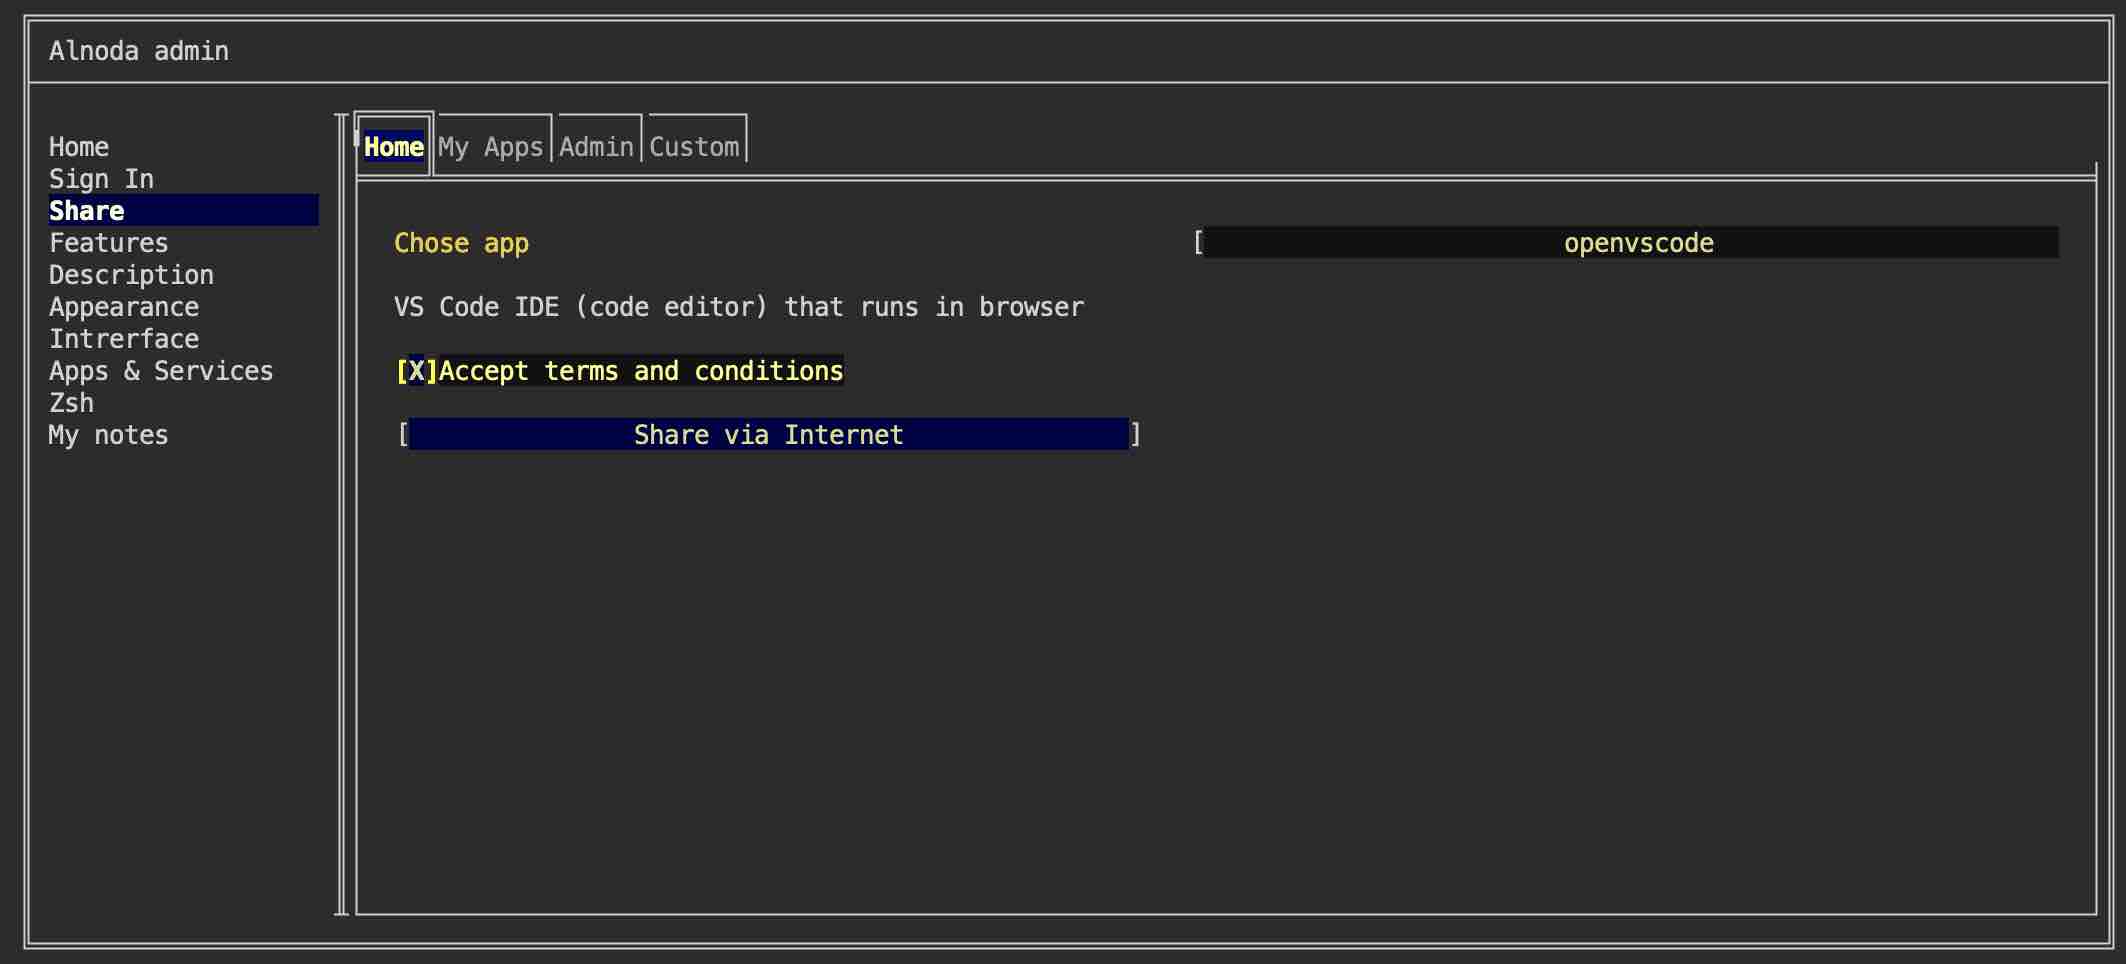 Alnoda admin
Home
Sign In
Share
Features
Description
Appearance
Intrerface
Apps & Services
Zsh
My notes
Home My Apps Admin Custom
Chose app [ openvscode
VS Code IDE (code editor) that runs in browser
[X]Accept terms and conditions
[ Share via Internet ]